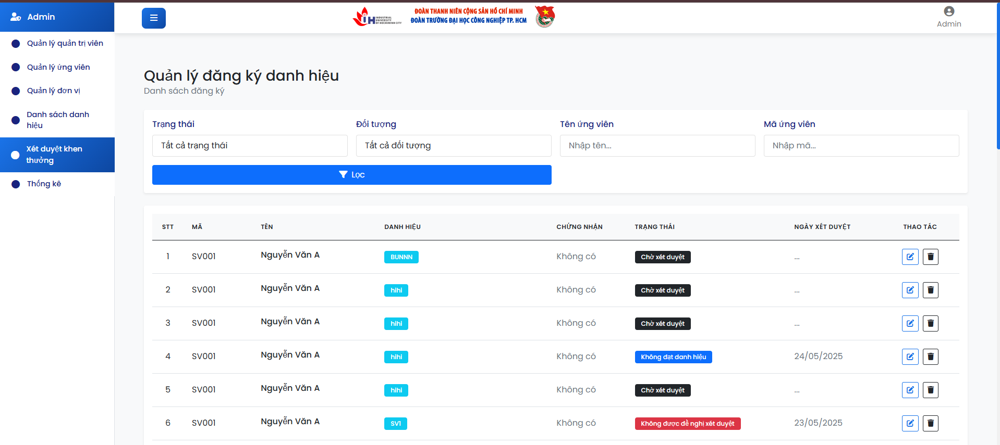 Admin
Quản lý quản trị viên
Quản lý ứng viên
Quản lý đơn vị
Danh sách danh
hiệu
Xét duyệt khen
thưởng
Thống kê
IUH INDUSTRIAL
UNIVERSITY
OF HOCHIMINH CITY
ĐOÀN THANH NIÊN CỘNG SẢN HỒ CHÍ MINH
ĐOÀN TRƯỜNG ĐẠI HỌC CÔNG NGHIỆP TP. HCM
Admin
Quản lý đăng ký danh hiệu
Danh sách đăng ký
Trạng thái Đối tượng Tên ứng viên Mã ứng viên
Tất cả trạng thái Tất cả đối tượng Nhập tên... Nhập mã...
Lọc
STT MÃ TÊN DANH HIỆU CHỨNG NHẬN TRẠNG THÁI NGÀY XÉT DUYỆT THAO TÁC
1 SV001 Nguyễn Văn A BUNNN Không có Chờ xét duyệt ...
2 SV001 Nguyễn Văn A hihi Không có Chờ xét duyệt ...
3 SV001 Nguyễn Văn A hihi Không có Chờ xét duyệt ...
4 SV001 Nguyễn Văn A hihi Không có Không đạt danh hiệu 24/05/2025
5 SV001 Nguyễn Văn A hihi Không có Chờ xét duyệt ...
6 SV001 Nguyễn Văn A SV1 Không có Không được đề nghị xét duyệt 23/05/2025